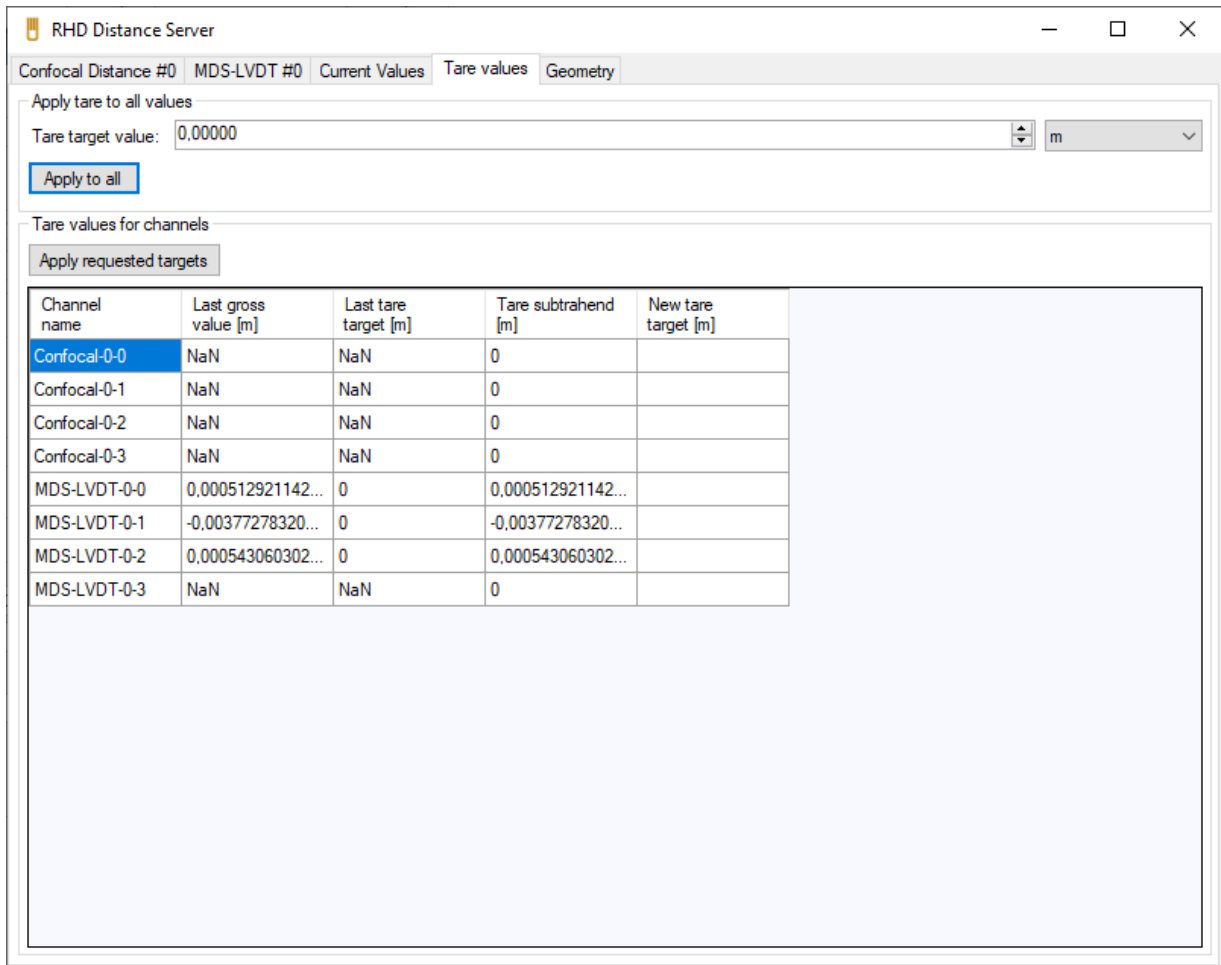 RHD Distance Server
Confocal Distance #0 MDS-LVDT #0 Current Values Tare values Geometry
Apply tare to all values
Tare target value: 0,00000 m
Apply to all
Tare values for channels
Apply requested targets
Channel name Last gross value [m] Last tare target [m] Tare subtrahend [m] New tare target [m]
Confocal-0-0 NaN NaN 0
Confocal-0-1 NaN NaN 0
Confocal-0-2 NaN NaN 0
Confocal-0-3 NaN NaN 0
MDS-LVDT-0-0 0,000512921142... 0 0,000512921142...
MDS-LVDT-0-1 -0,00377278320... 0 -0,00377278320...
MDS-LVDT-0-2 0,000543060302... 0 0,000543060302...
MDS-LVDT-0-3 NaN NaN 0